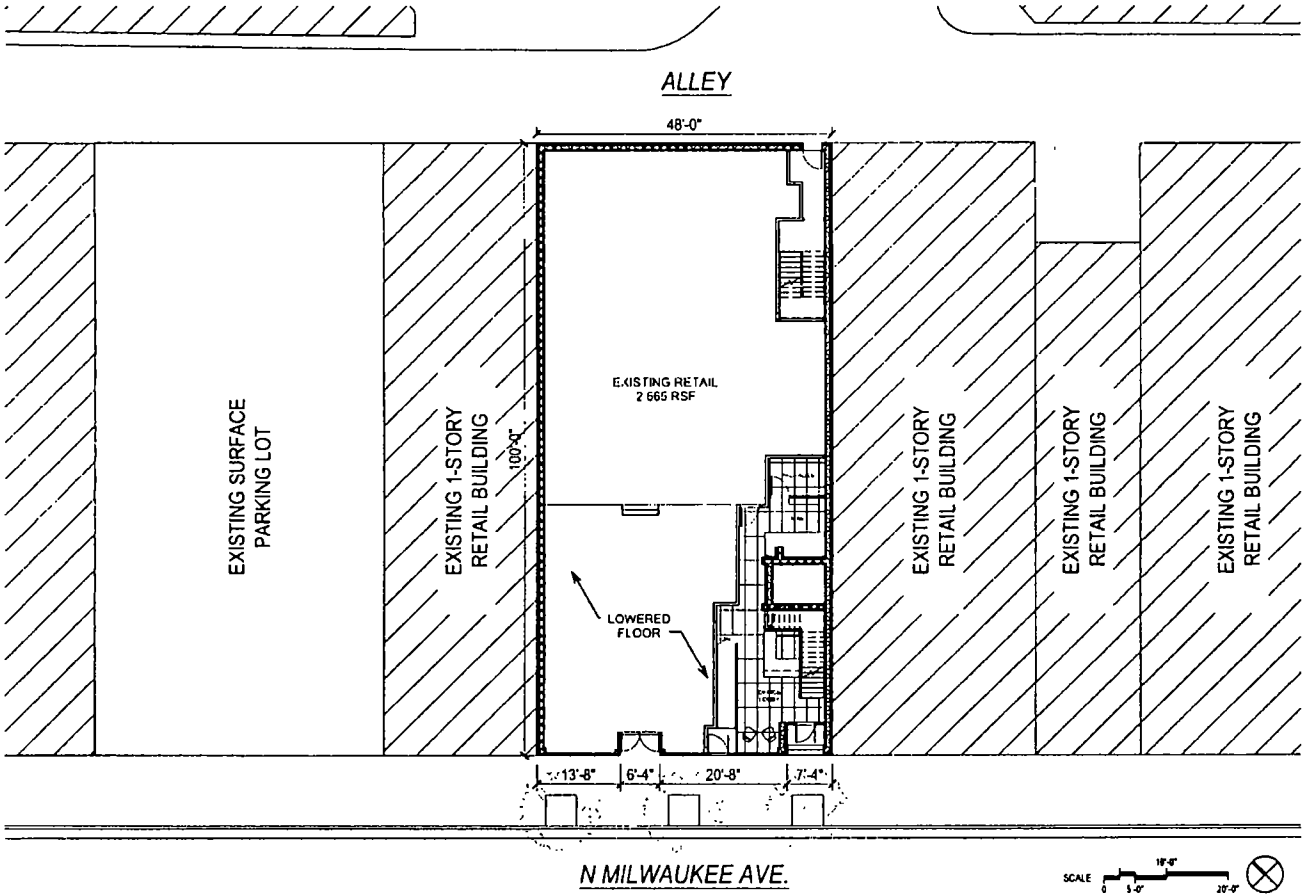 ALLEY
48'-0"
EXISTING RETAIL
2 665 RSF
100'-0"
EXISTING SURFACE
PARKING LOT
EXISTING 1-STORY
RETAIL BUILDING
EXISTING 1-STORY
RETAIL BUILDING
EXISTING 1-STORY
RETAIL BUILDING
EXISTING 1-STORY
RETAIL BUILDING
LOWERED
FLOOR
13'-8"
6'-4"
20'-8"
7'-4"
N MILWAUKEE AVE.
SCALE
0
5'-0"
10'-0"
20'-0"